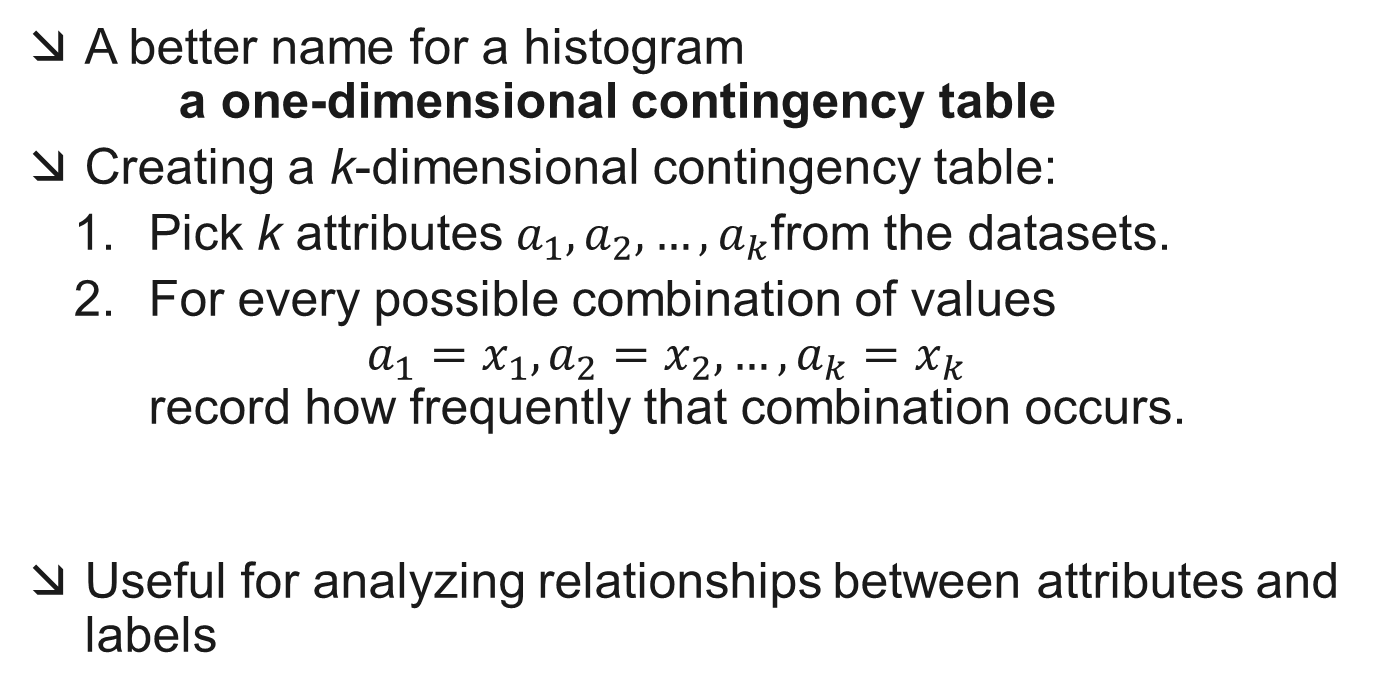 ↘ A better name for a histogram
a one-dimensional contingency table
↘ Creating a k-dimensional contingency table:
1. Pick k attributes a₁, a₂, …, aₖ from the datasets.
2. For every possible combination of values
a₁ = x₁, a₂ = x₂, …, aₖ = xₖ
record how frequently that combination occurs.
↘ Useful for analyzing relationships between attributes and
labels